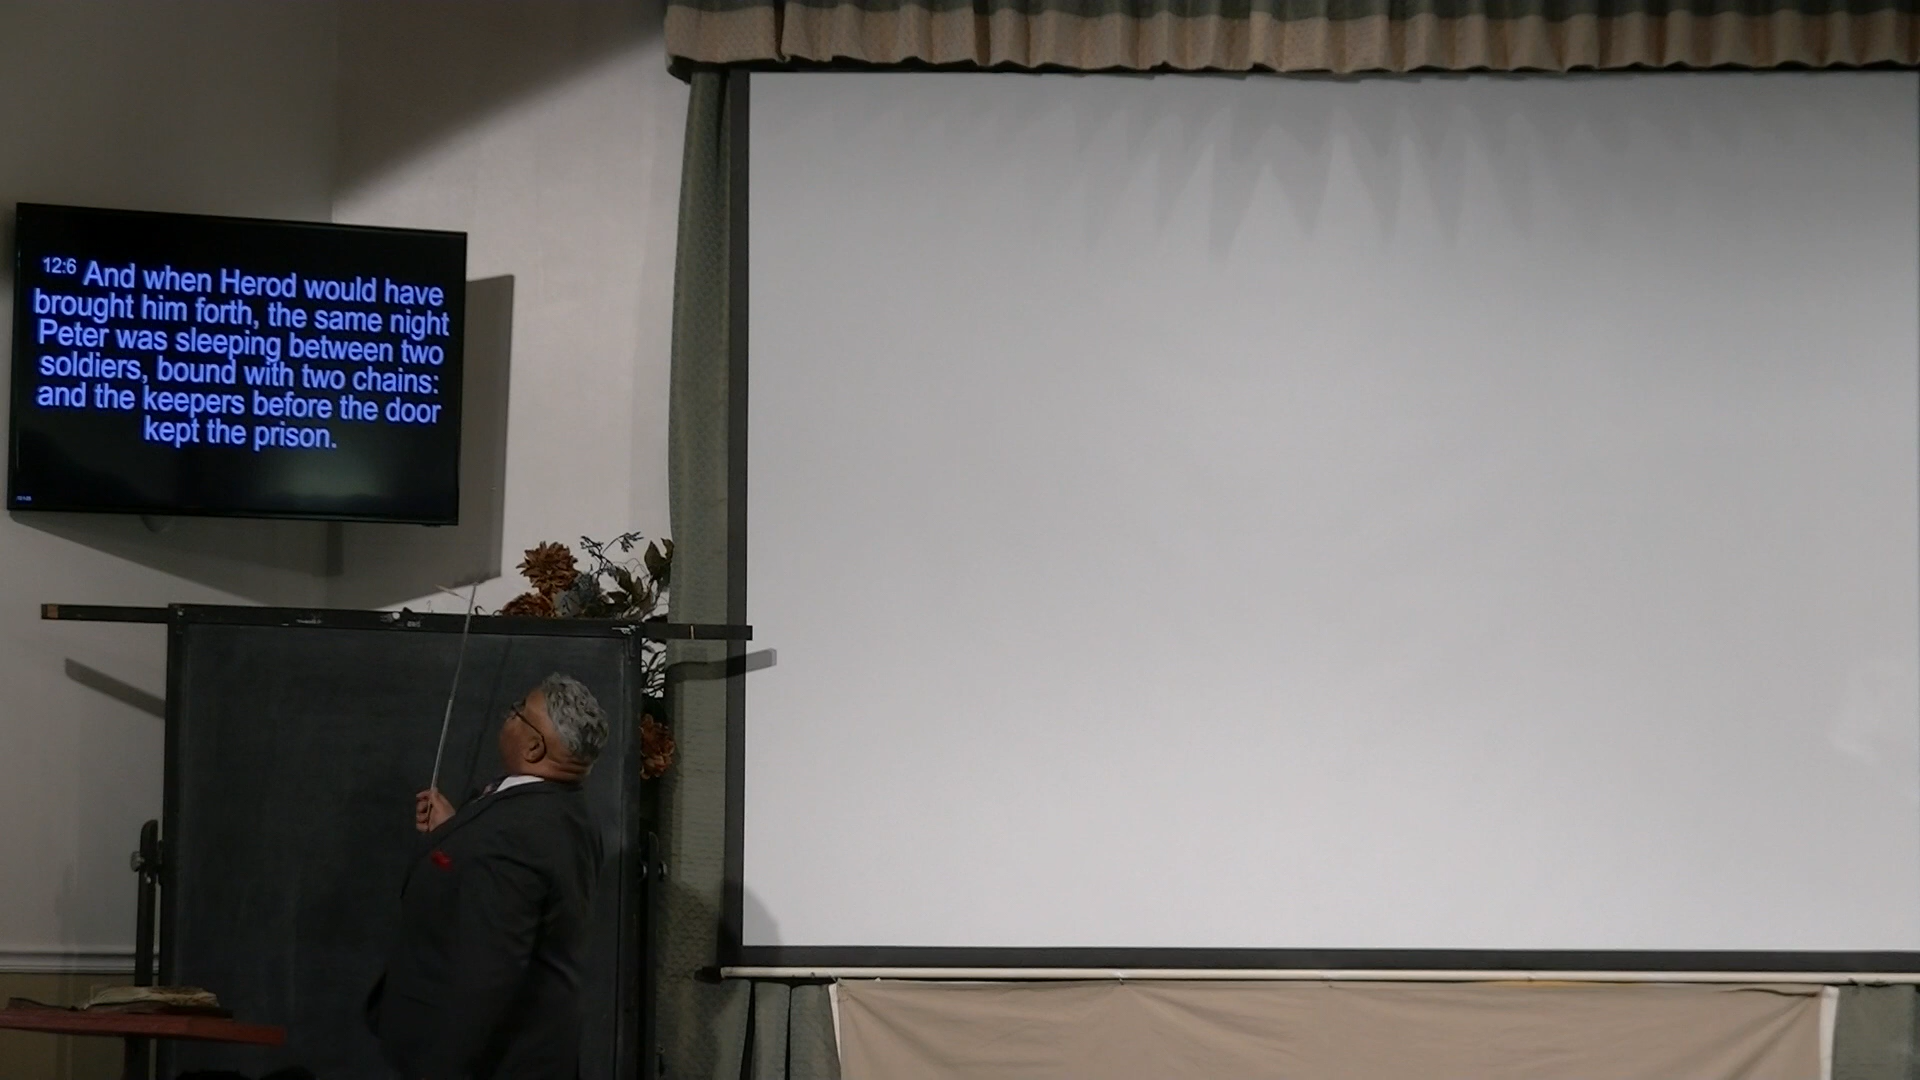 12:6 And when Herod would have
brought him forth, the same night
Peter was sleeping between two
soldiers, bound with two chains:
and the keepers before the door
kept the prison.